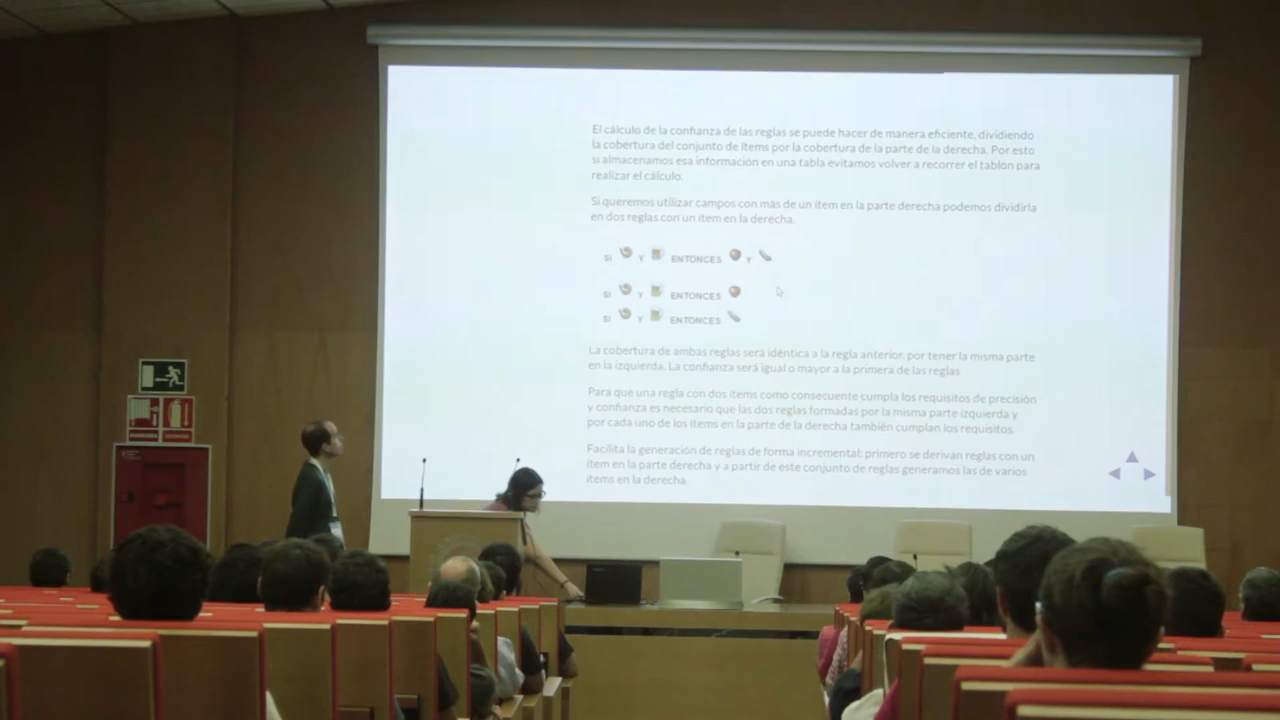 El cálculo de la confianza de las reglas se puede hacer de manera eficiente, dividiendo
la cobertura del conjunto de ítems por la cobertura de la parte de la derecha. Por esto
si almacenamos esa información en una tabla evitamos volver a recorrer el tablón para
realizar el cálculo.
Si queremos utilizar campos con más de un ítem en la parte derecha podemos dividirla
en dos reglas con un ítem en la derecha.
SI Y ENTONCES Y
SI Y ENTONCES
SI Y ENTONCES
La cobertura de ambas reglas será idéntica a la regla anterior, por tener la misma parte
en la izquierda. La confianza será igual o mayor a la primera de las reglas
Para que una regla con dos ítems como consecuente cumpla los requisitos de precisión
y confianza es necesario que las dos reglas formadas por la misma parte izquierda y
por cada uno de los ítems en la parte de la derecha también cumplan los requisitos.
Facilita la generación de reglas de forma incremental: primero se derivan reglas con un
ítem en la parte derecha y a partir de este conjunto de reglas generamos las de varios
ítems en la derecha.